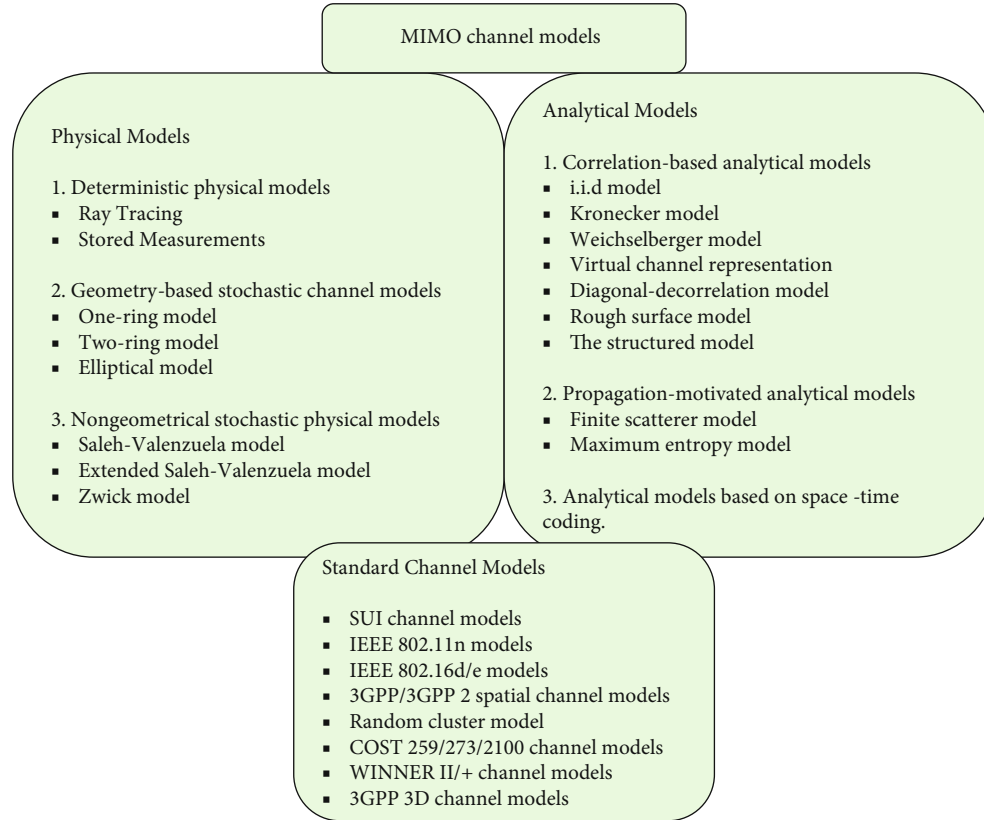 MIMO channel models
Physical Models
1. Deterministic physical models
▪ Ray Tracing
▪ Stored Measurements
2. Geometry-based stochastic channel models
▪ One-ring model
▪ Two-ring model
▪ Elliptical model
3. Nongeometrical stochastic physical models
▪ Saleh-Valenzuela model
▪ Extended Saleh-Valenzuela model
▪ Zwick model
Analytical Models
1. Correlation-based analytical models
▪ i.i.d model
▪ Kronecker model
▪ Weichselberger model
▪ Virtual channel representation
▪ Diagonal-decorrelation model
▪ Rough surface model
▪ The structured model
2. Propagation-motivated analytical models
▪ Finite scatterer model
▪ Maximum entropy model
3. Analytical models based on space -time
coding.
Standard Channel Models
▪ SUI channel models
▪ IEEE 802.11n models
▪ IEEE 802.16d/e models
▪ 3GPP/3GPP 2 spatial channel models
▪ Random cluster model
▪ COST 259/273/2100 channel models
▪ WINNER II/+ channel models
▪ 3GPP 3D channel models